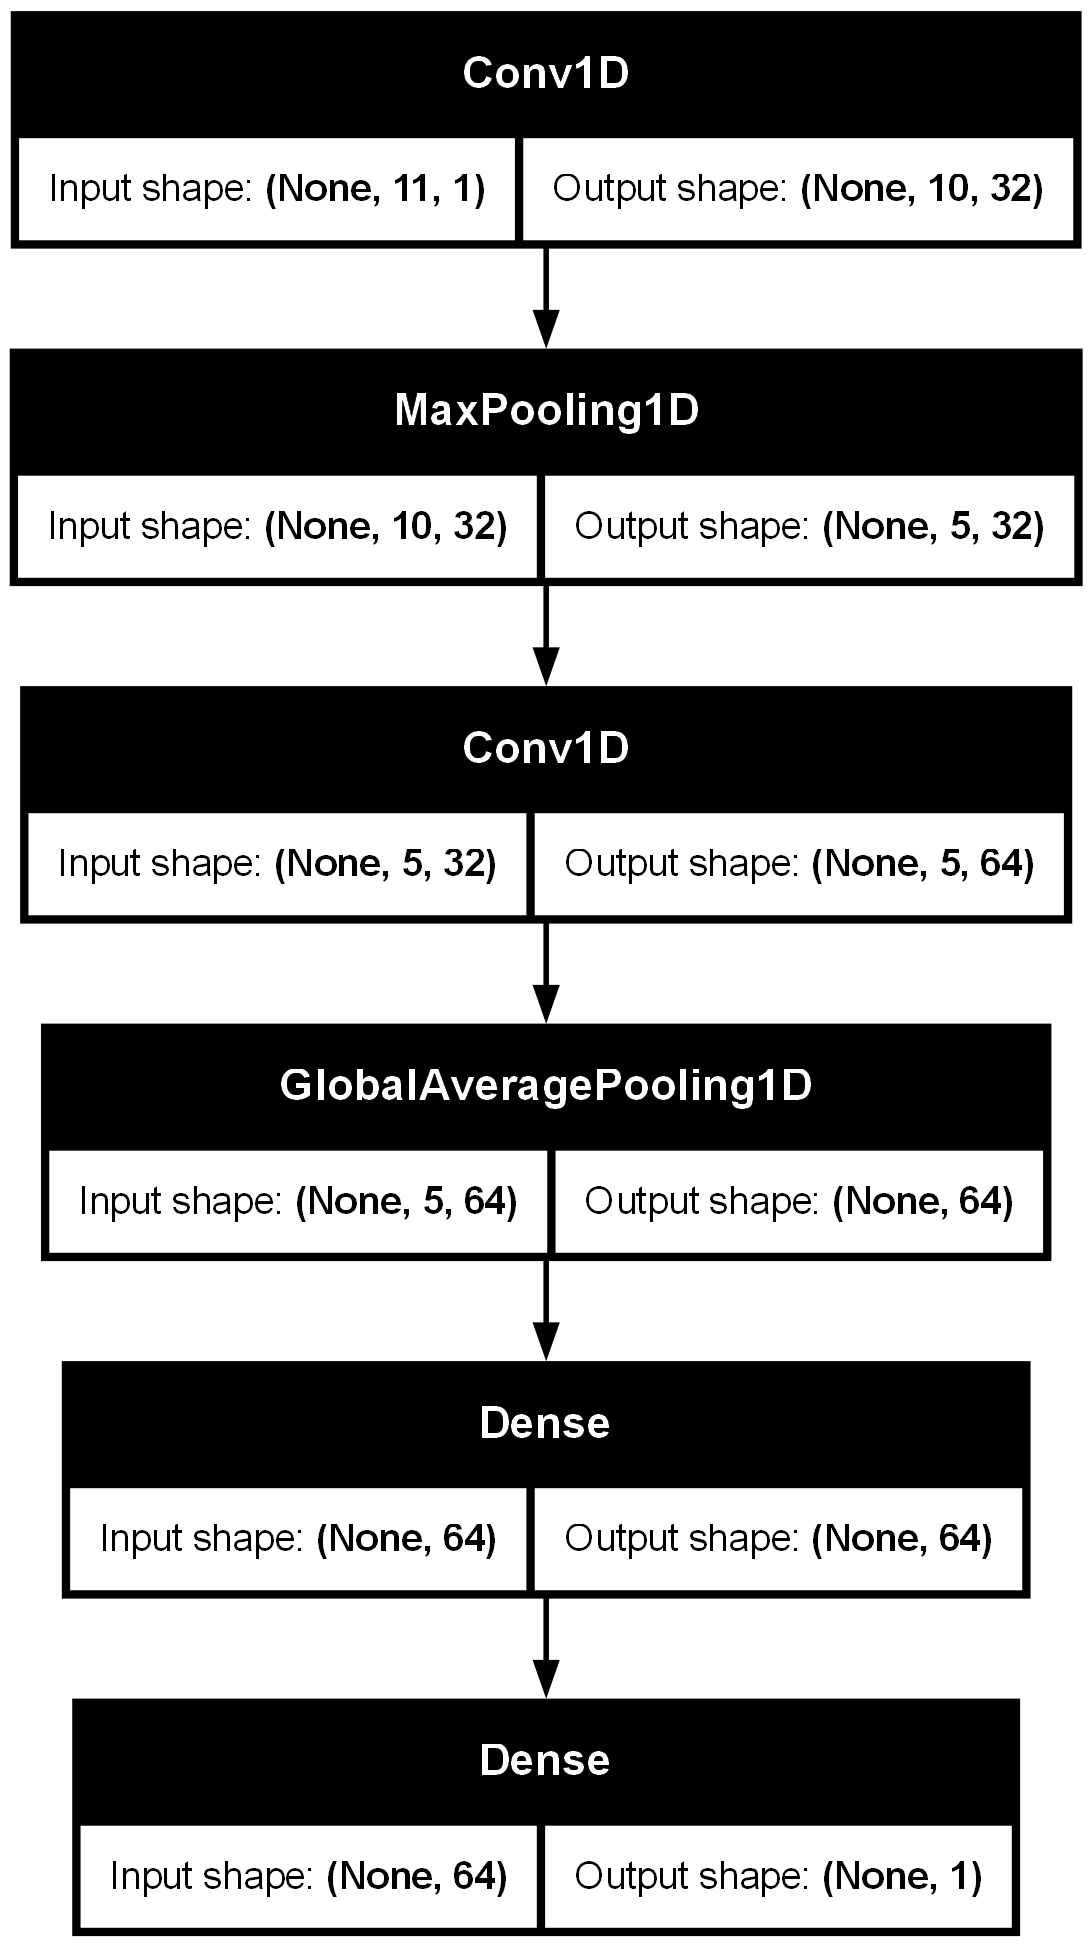 Conv1D
Input shape: (None, 11, 1) Output shape: (None, 10, 32)
MaxPooling1D
Input shape: (None, 10, 32) Output shape: (None, 5, 32)
Conv1D
Input shape: (None, 5, 32) Output shape: (None, 5, 64)
GlobalAveragePooling1D
Input shape: (None, 5, 64) Output shape: (None, 64)
Dense
Input shape: (None, 64) Output shape: (None, 64)
Dense
Input shape: (None, 64) Output shape: (None, 1)